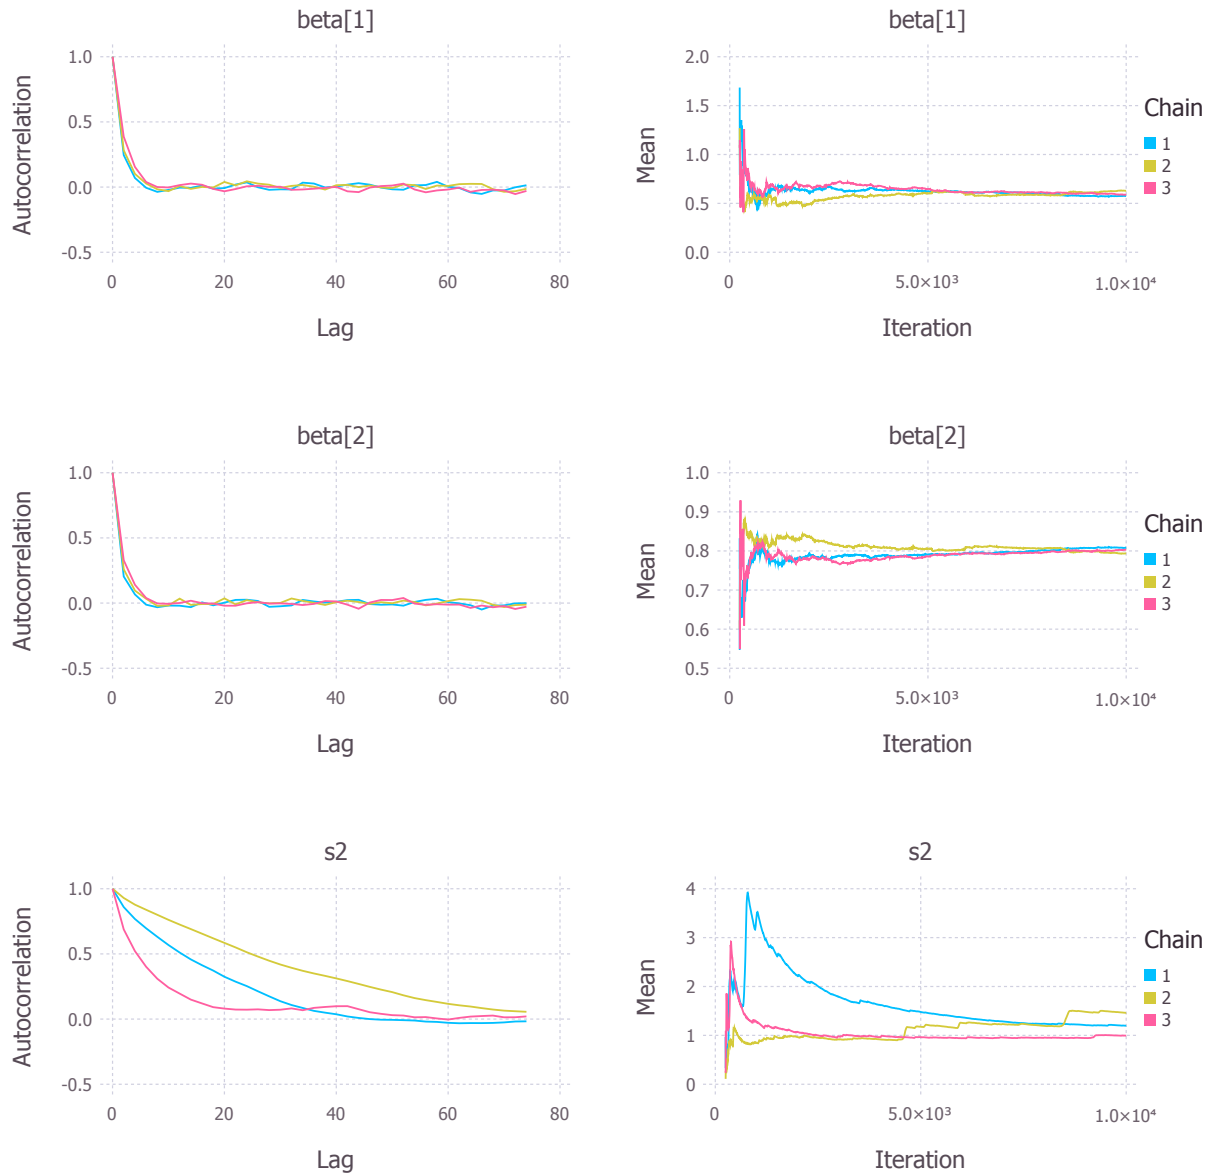 beta[1]
1.0
0.5
0.0
-0.5
Autocorrelation
0 20 40 60 80
Lag
beta[1]
2.0
1.5
1.0
0.5
0.0
Mean
0 5.0×10³ 1.0×10⁴
Iteration
Chain
1
2
3
beta[2]
1.0
0.5
0.0
-0.5
Autocorrelation
0 20 40 60 80
Lag
beta[2]
1.0
0.9
0.8
0.7
0.6
0.5
Mean
0 5.0×10³ 1.0×10⁴
Iteration
Chain
1
2
3
s2
1.0
0.5
0.0
-0.5
Autocorrelation
0 20 40 60 80
Lag
s2
4
3
2
1
0
Mean
0 5.0×10³ 1.0×10⁴
Iteration
Chain
1
2
3